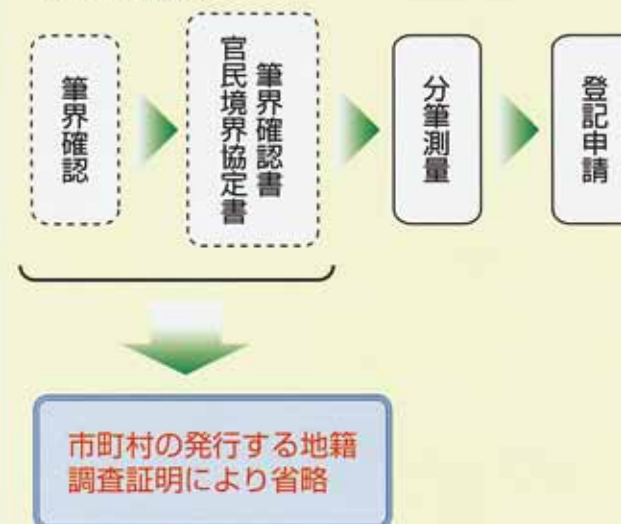 筆界確認
筆界確認書
官民境界協定書
分筆測量
登記申請
市町村の発行する地籍
調査証明により省略